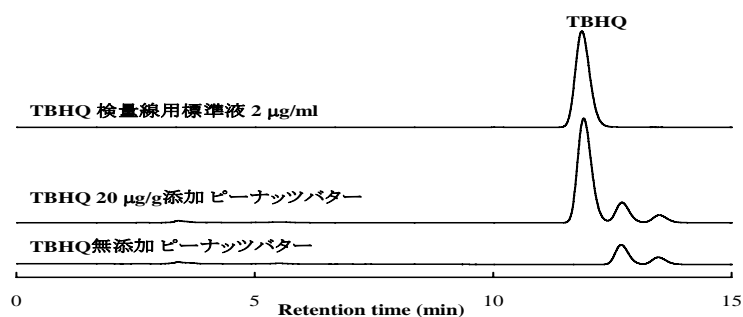 TBHQ
TBHQ 検量線用標準液 2 μg/ml
TBHQ 20 μg/g添加 ピーナッツバター
TBHQ無添加 ピーナッツバター
0 5 10 15
Retention time (min)